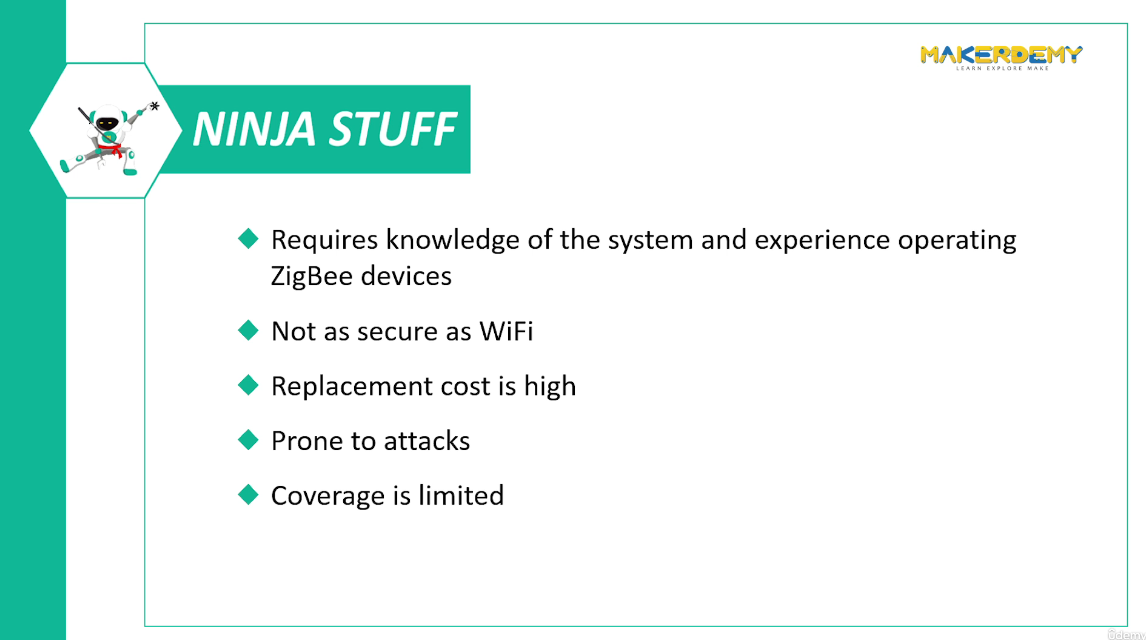 MAKERDEMY
LEARN EXPLORE MAKE
NINJA STUFF
Requires knowledge of the system and experience operating
ZigBee devices
Not as secure as WiFi
Replacement cost is high
Prone to attacks
Coverage is limited
Udemy